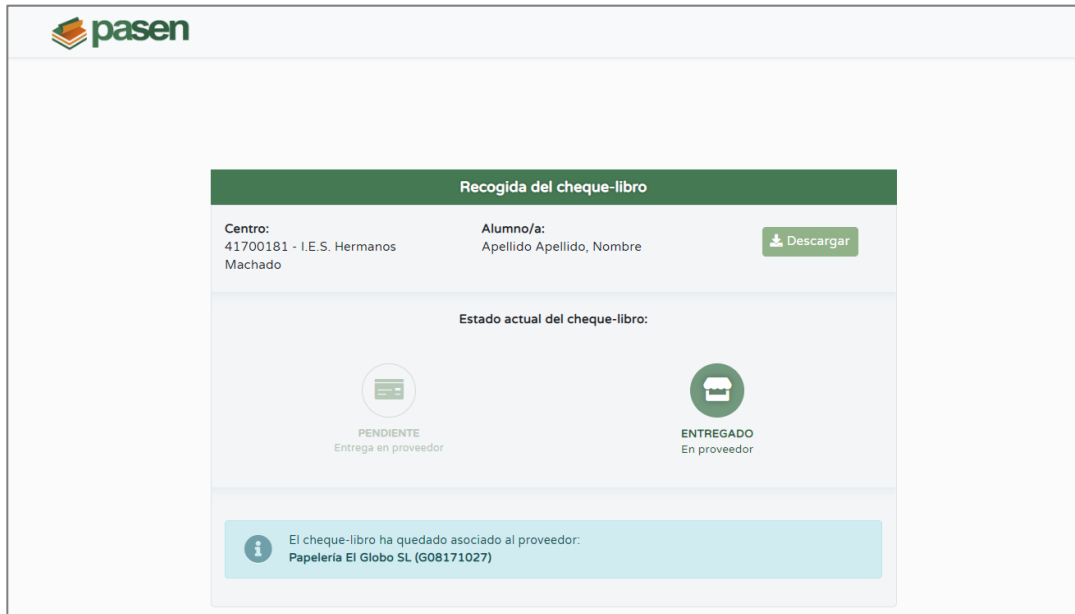 pasen
Recogida del cheque-libro
Centro:
41700181 - I.E.S. Hermanos
Machado
Alumno/a:
Apellido Apellido, Nombre
Descargar
Estado actual del cheque-libro:
PENDIENTE
Entrega en proveedor
ENTREGADO
En proveedor
El cheque-libro ha quedado asociado al proveedor:
Papelería El Globo SL (G08171027)